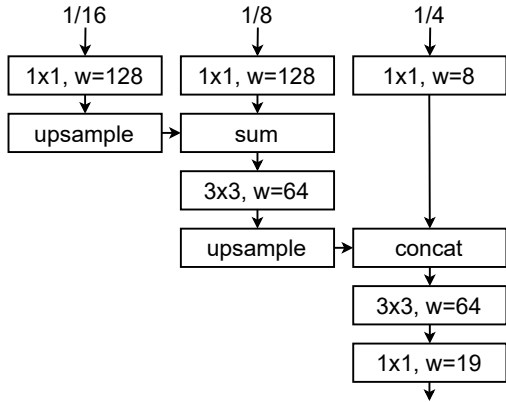 1/16 1/8 1/4
1x1, w=128 1x1, w=128 1x1, w=8
upsample sum
3x3, w=64
upsample concat
3x3, w=64
1x1, w=19